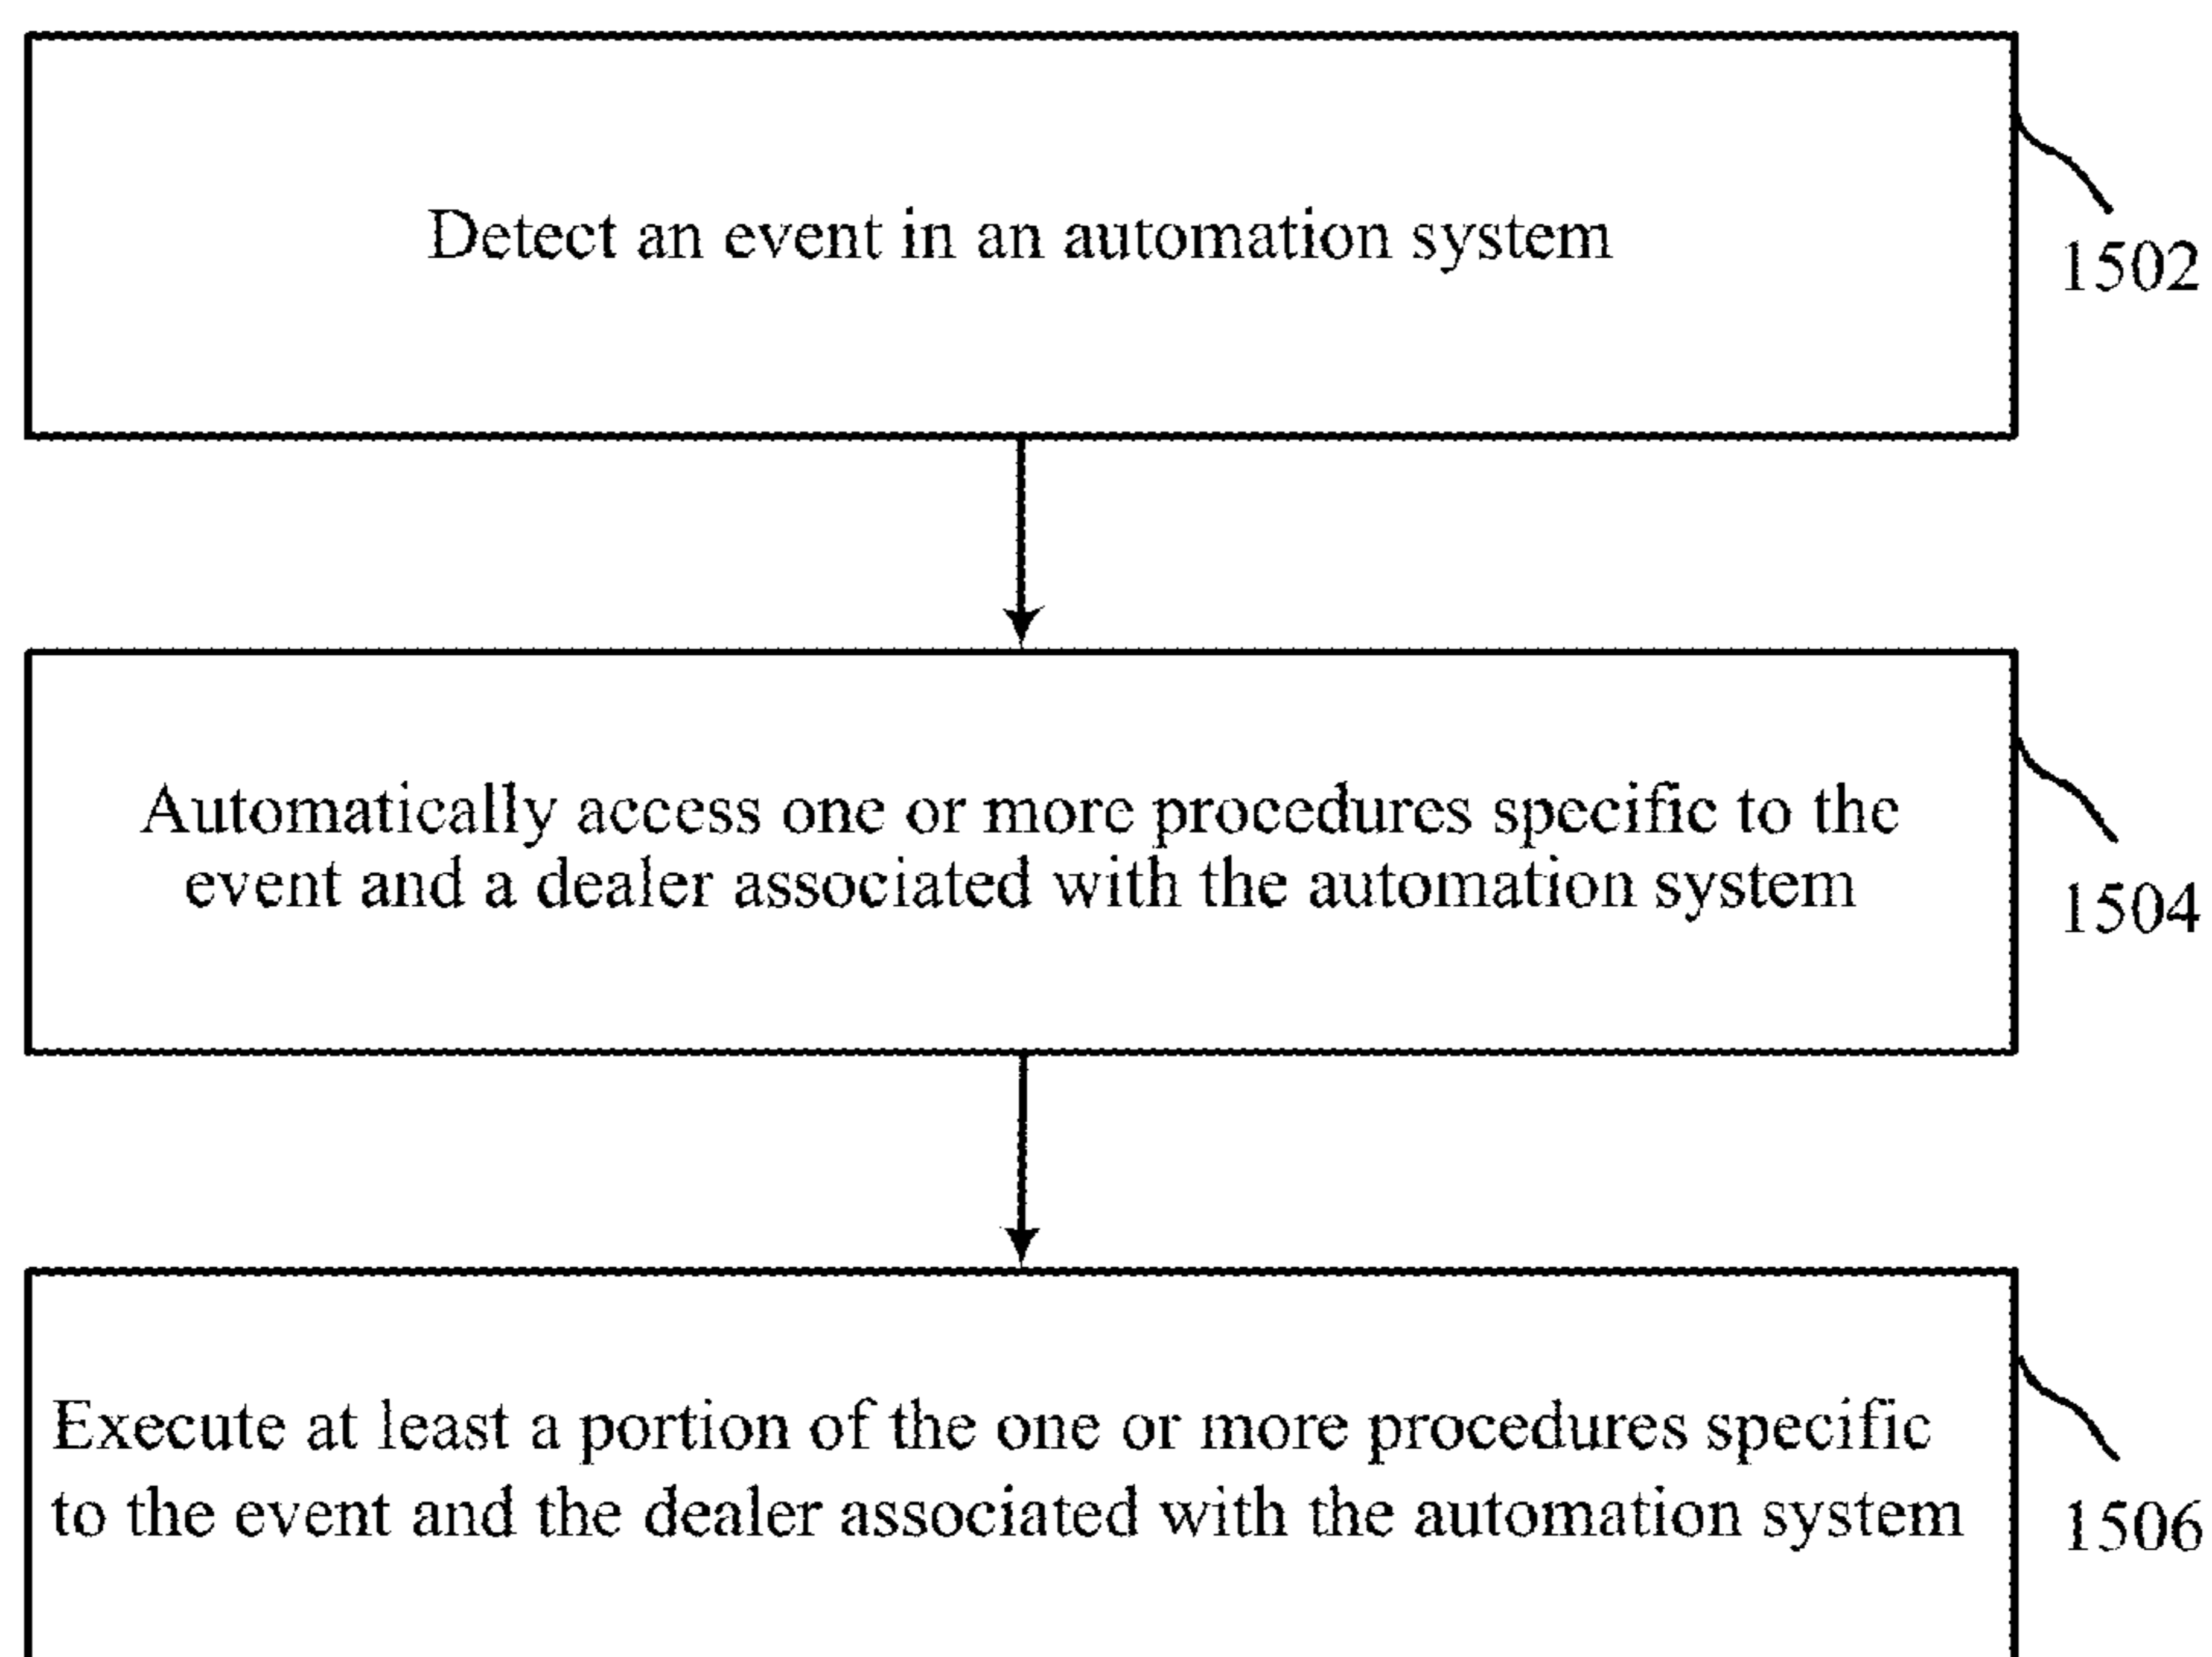 Detect an event in an automation system
1502
Automatically access one or more procedures specific to the
event and a dealer associated with the automation system
1504
Execute at least a portion of the one or more procedures specific
to the event and the dealer associated with the automation system
1506